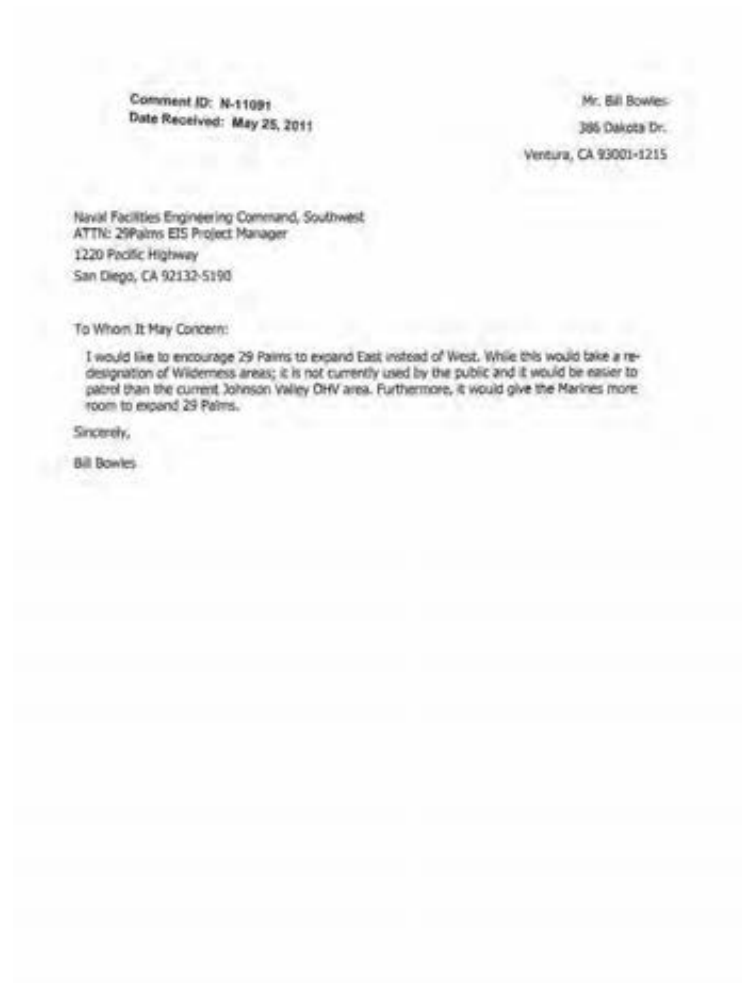 Comment ID: N-11091
Date Received: May 25, 2011
Mr. Bill Bowles
386 Dakota Dr.
Ventura, CA 93001-1215
Naval Facilities Engineering Command, Southwest
ATTN: 29Palms EIS Project Manager
1220 Pacific Highway
San Diego, CA 92132-5190
To Whom It May Concern:
I would like to encourage 29 Palms to expand East instead of West. While this would take a re-
designation of Wilderness areas; it is not currently used by the public and it would be easier to
patrol than the current Johnson Valley OHV area. Furthermore, it would give the Marines more
room to expand 29 Palms.
Sincerely,
Bill Bowles